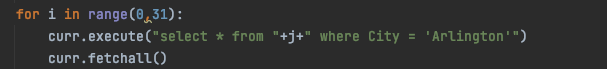 for i in range(0,31):
    curr.execute("select * from "+j+" where City = 'Arlington'")
    curr.fetchall()